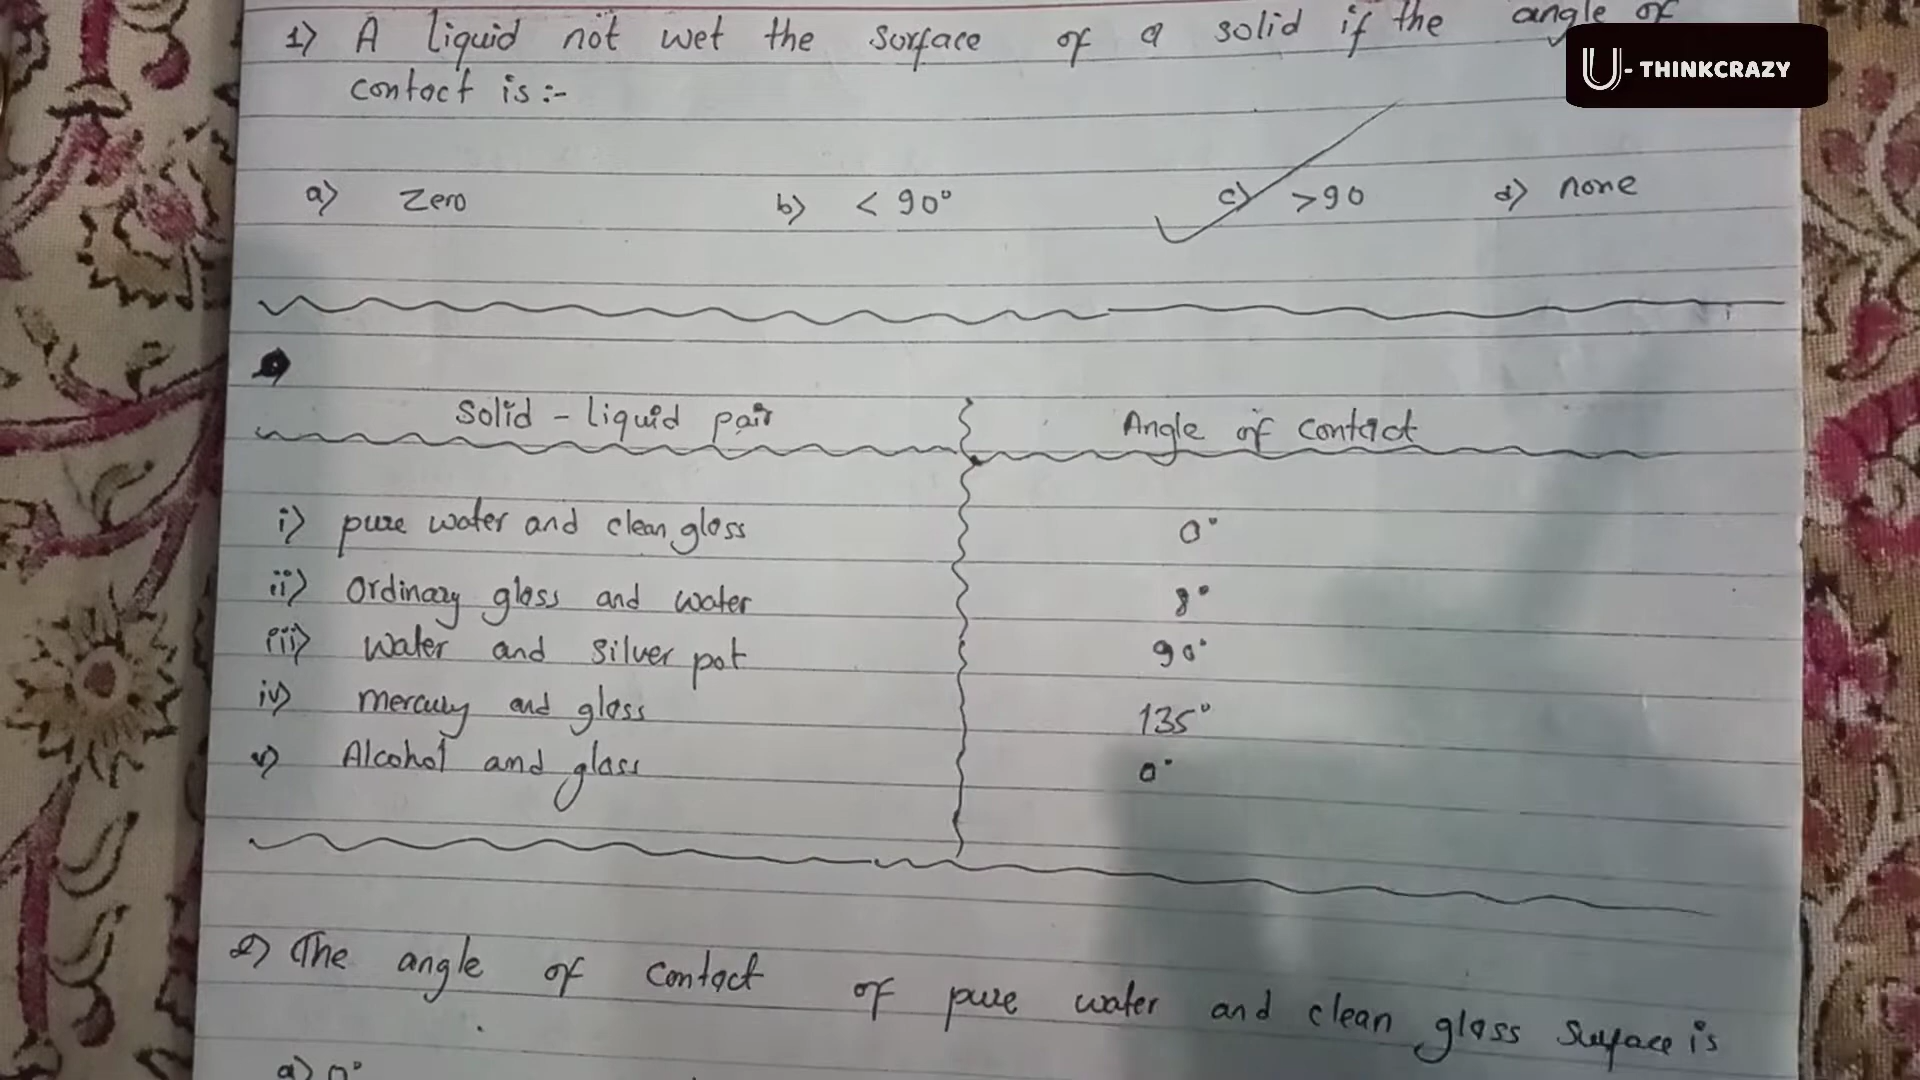 1) A liquid not wet the surface of a solid if the angle of
U - THINKCRAZY
contact is :-
a) Zero b) < 90° c) >90 d) none
Solid - liquid pair Angle of contact
i) pure water and clean glass 0°
ii) Ordinary glass and water 8°
iii) Water and silver pot 90°
iv) mercury and glass 135°
v) Alcohol and glass 0°
2) The angle of contact of pure water and clean glass surface is
a) 0°